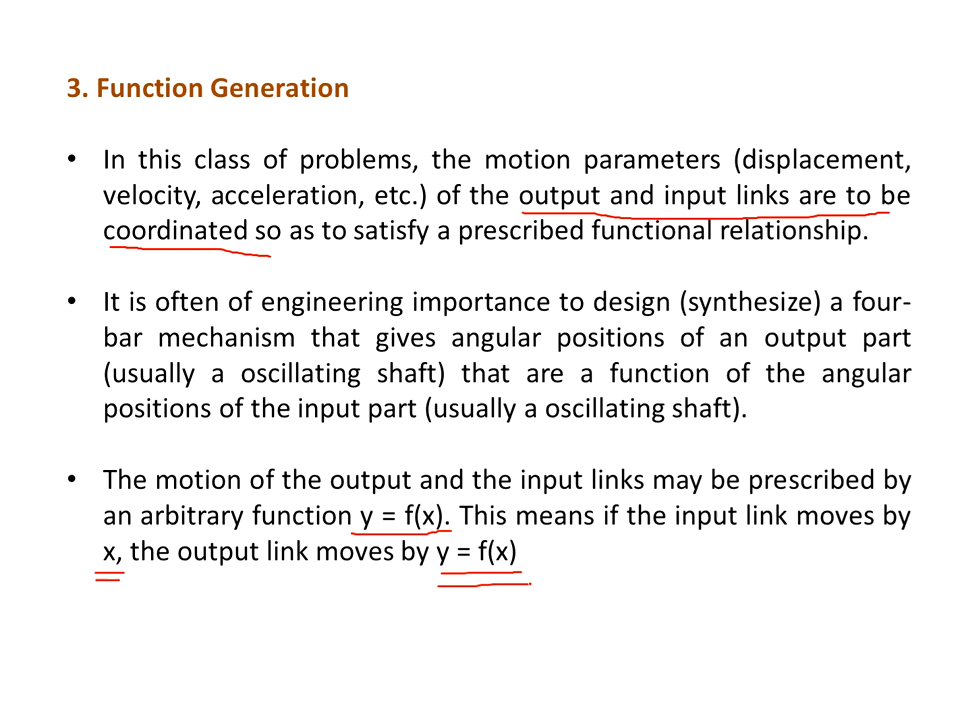 3. Function Generation
• In this class of problems, the motion parameters (displacement,
velocity, acceleration, etc.) of the output and input links are to be
coordinated so as to satisfy a prescribed functional relationship.
• It is often of engineering importance to design (synthesize) a four-
bar mechanism that gives angular positions of an output part
(usually a oscillating shaft) that are a function of the angular
positions of the input part (usually a oscillating shaft).
• The motion of the output and the input links may be prescribed by
an arbitrary function y = f(x). This means if the input link moves by
x, the output link moves by y = f(x)